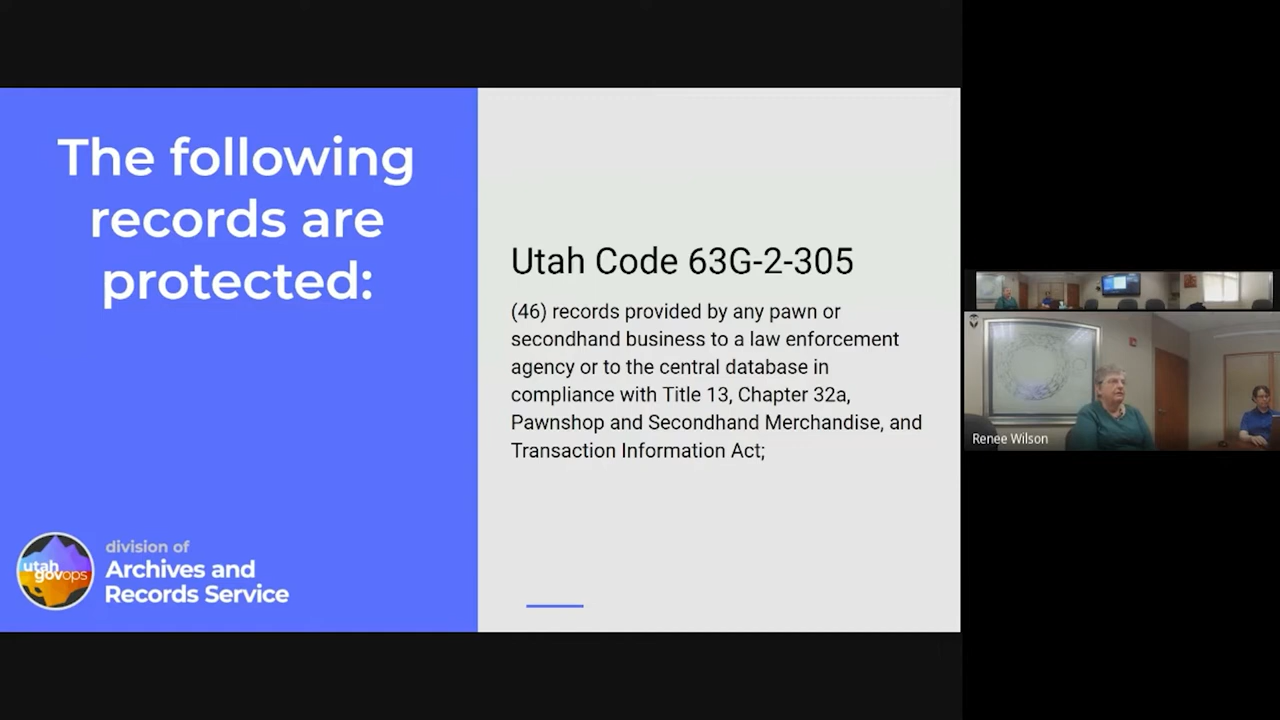 The following
records are
protected:
Utah Code 63G-2-305
(46) records provided by any pawn or
secondhand business to a law enforcement
agency or to the central database in
compliance with Title 13, Chapter 32a,
Pawnshop and Secondhand Merchandise, and
Transaction Information Act;
utah
govops
division of
Archives and
Records Service
Renee Wilson